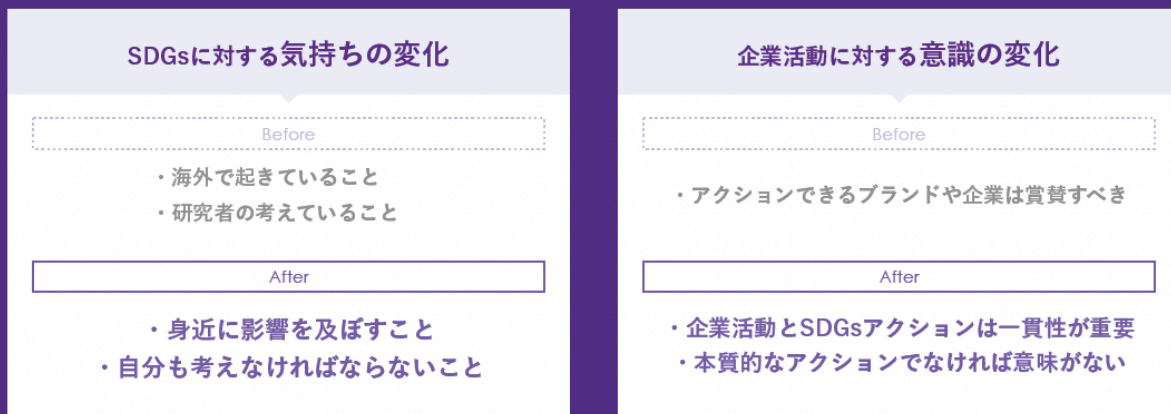 SDGsに対する気持ちの変化
Before
・海外で起きていること
・研究者の考えていること
After
・身近に影響を及ぼすこと
・自分も考えなければならないこと
企業活動に対する意識の変化
Before
・アクションできるブランドや企業は賞賛すべき
After
・企業活動とSDGsアクションは一貫性が重要
・本質的なアクションでなければ意味がない